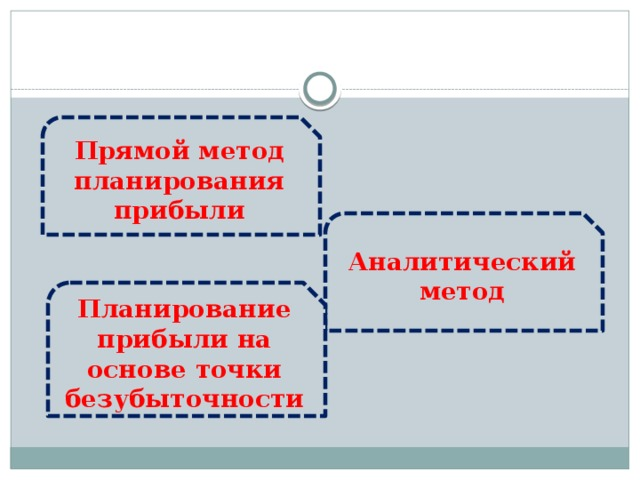 Прямой метод
планирования
прибыли
Аналитический
метод
Планирование
прибыли на
основе точки
безубыточности